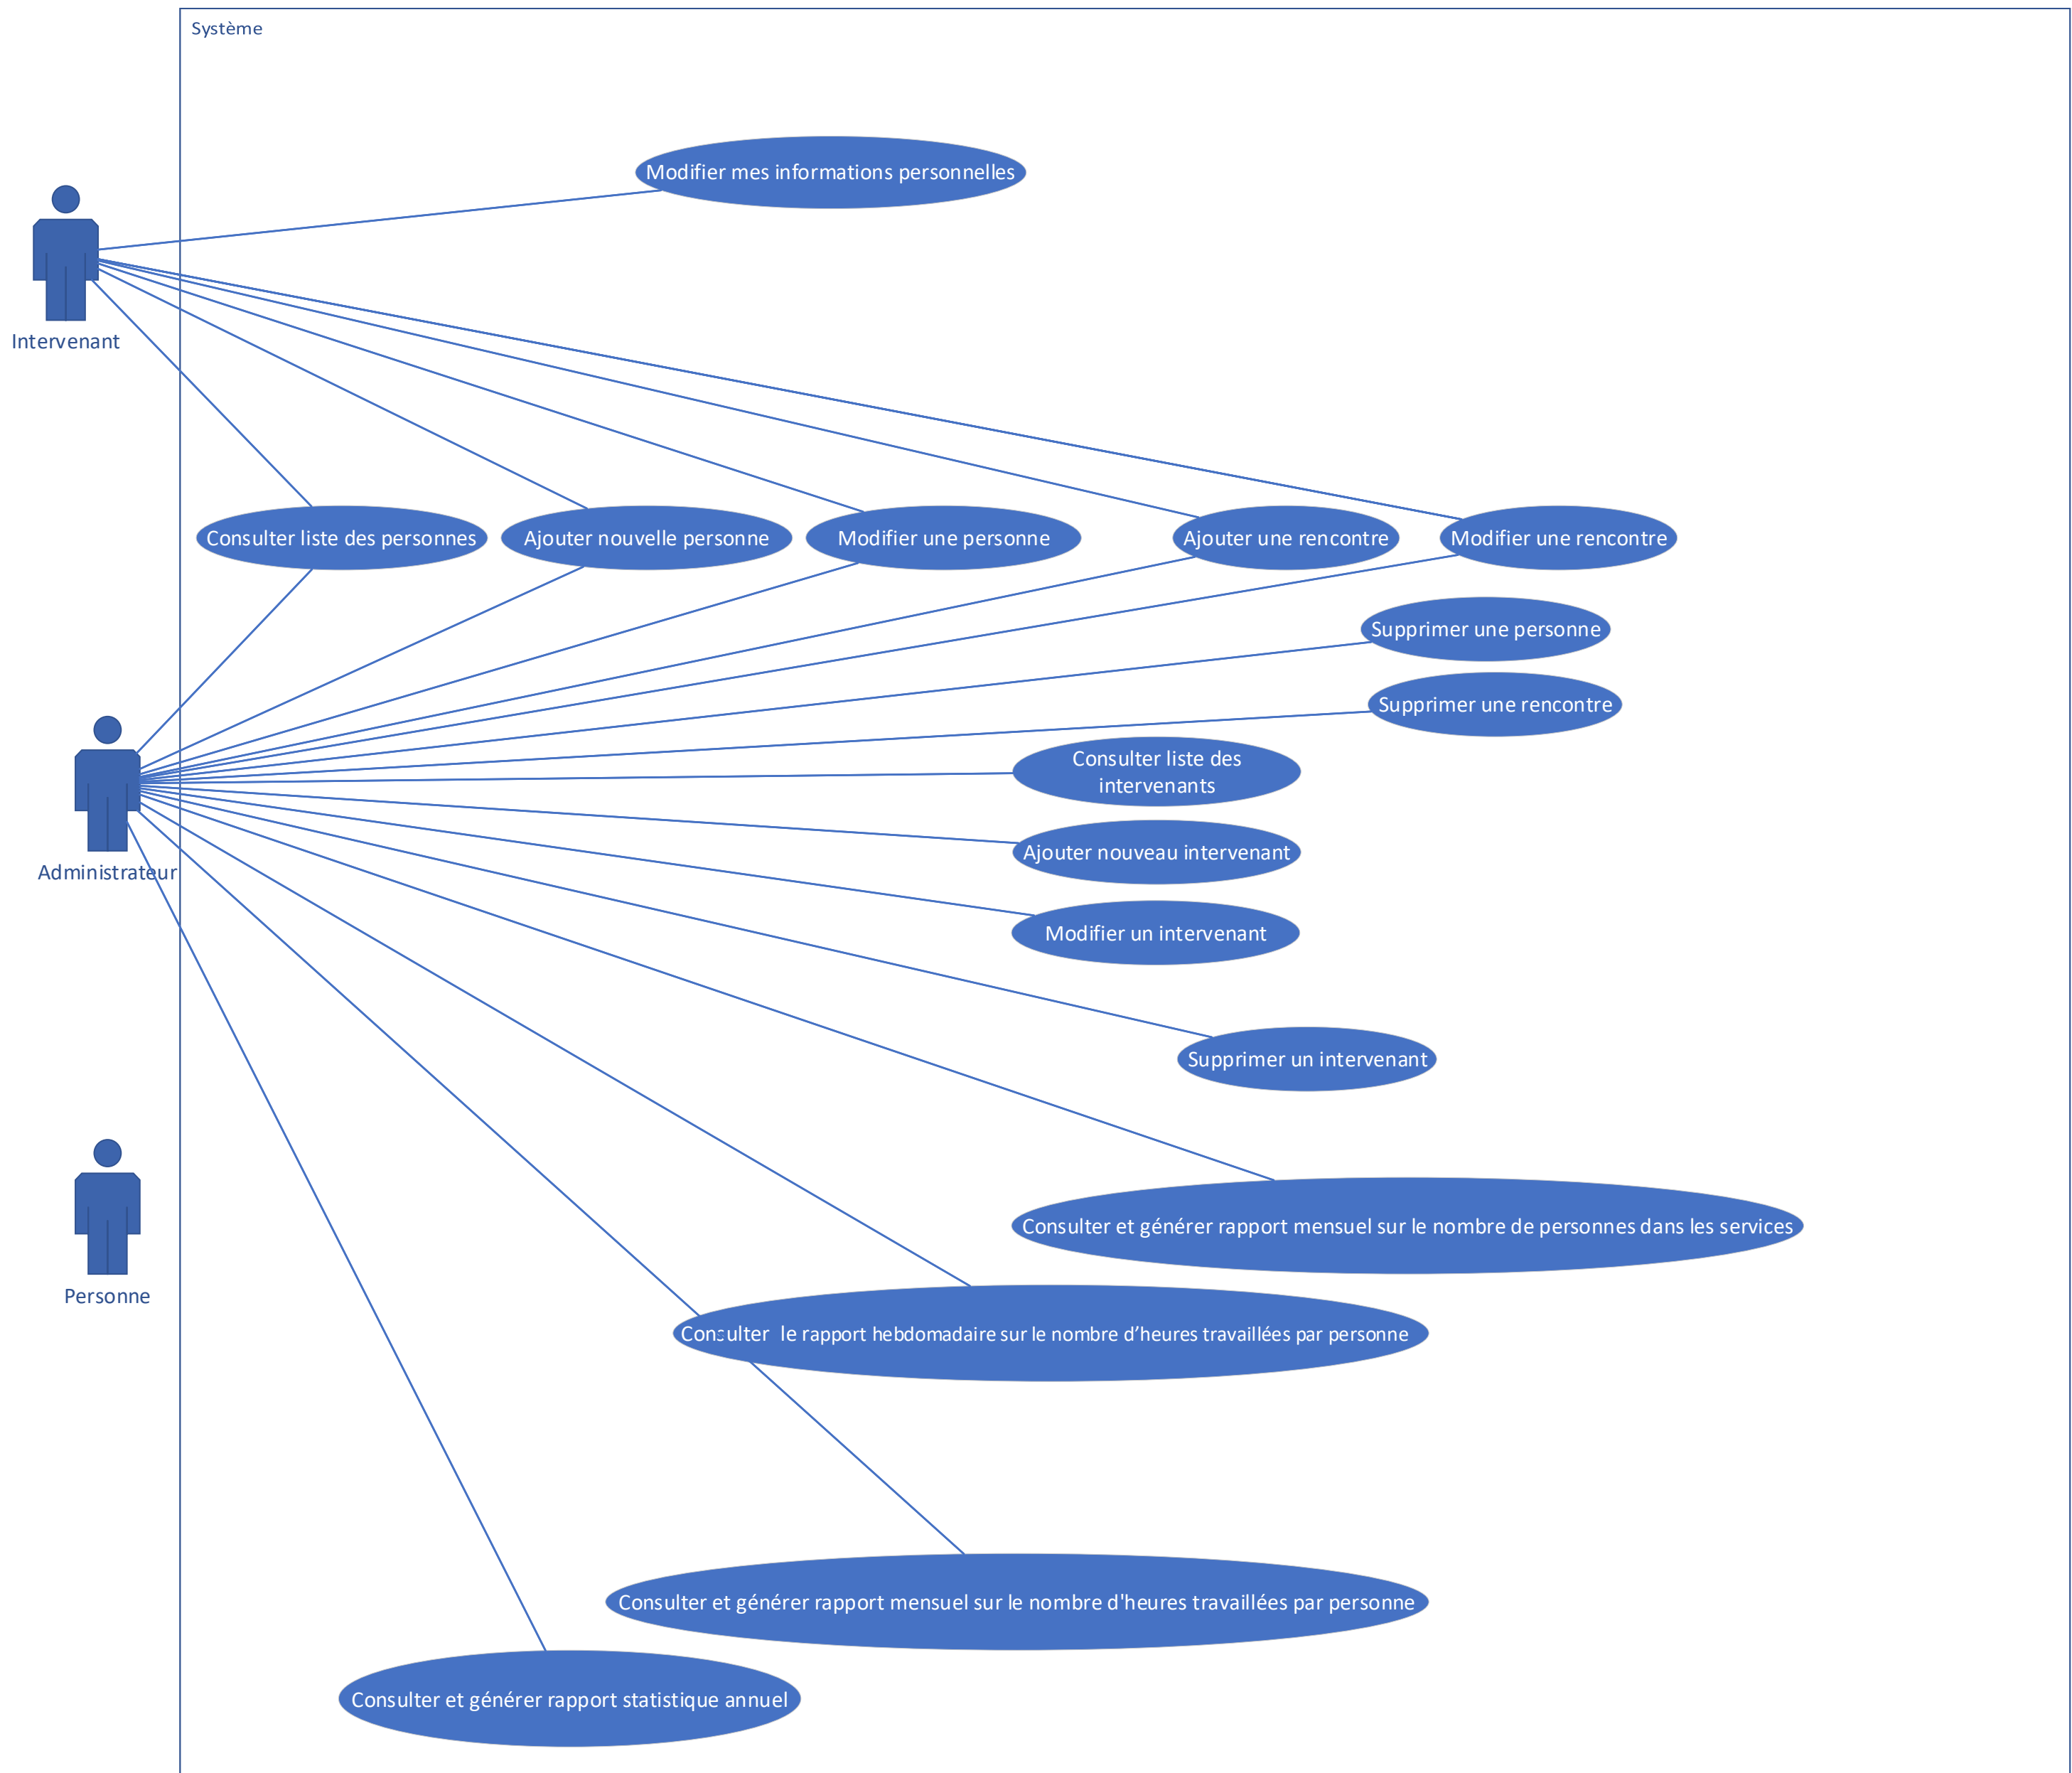 Système
Modifier mes informations personnelles
Intervenant
Consulter liste des personnes
Ajouter nouvelle personne
Modifier une personne
Ajouter une rencontre
Modifier une rencontre
Supprimer une personne
Supprimer une rencontre
Consulter liste des
intervenants
Ajouter nouveau intervenant
Administrateur
Modifier un intervenant
Supprimer un intervenant
Consulter et générer rapport mensuel sur le nombre de personnes dans les services
Personne
Consulter le rapport hebdomadaire sur le nombre d’heures travaillées par personne
Consulter et générer rapport mensuel sur le nombre d'heures travaillées par personne
Consulter et générer rapport statistique annuel